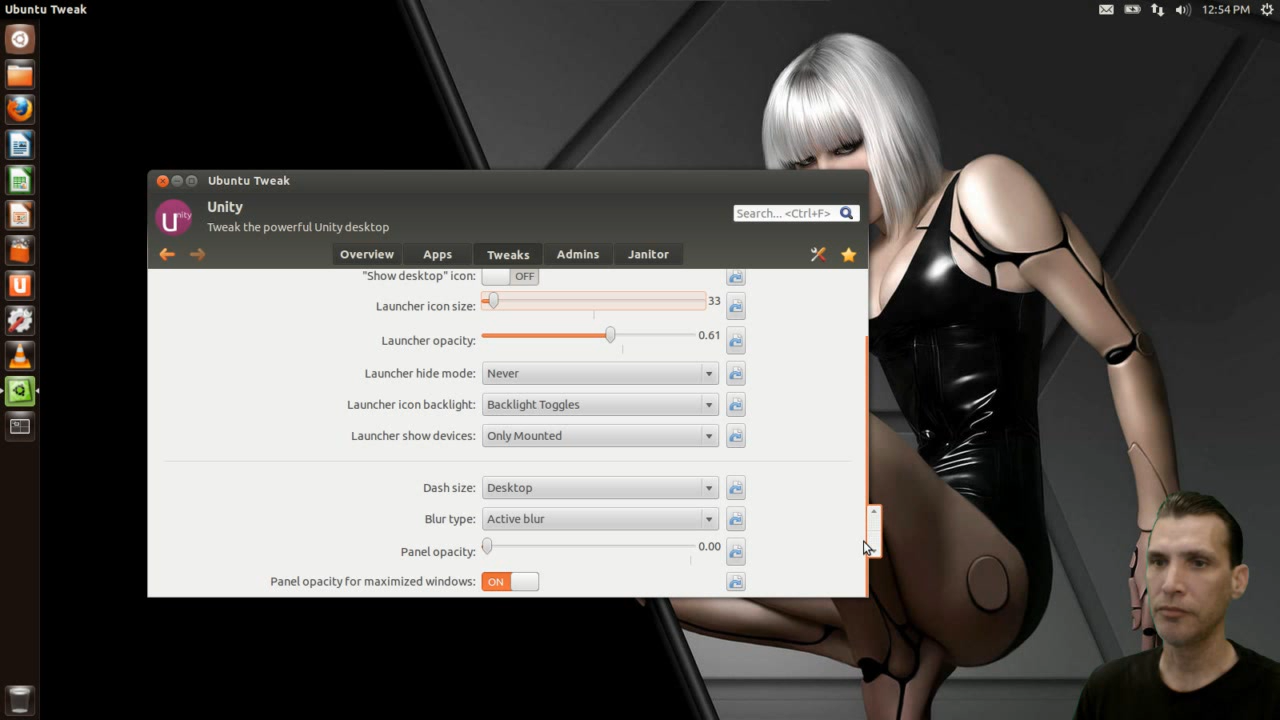 Ubuntu Tweak
12:54 PM
Ubuntu Tweak
Unity
Unity
Tweak the powerful Unity desktop
Search... <Ctrl+F>
Overview
Apps
Tweaks
Admins
Janitor
"Show desktop" icon: OFF
Launcher icon size: 33
Launcher opacity: 0.61
Launcher hide mode: Never
Launcher icon backlight: Backlight Toggles
Launcher show devices: Only Mounted
Dash size: Desktop
Blur type: Active blur
Panel opacity: 0.00
Panel opacity for maximized windows: ON